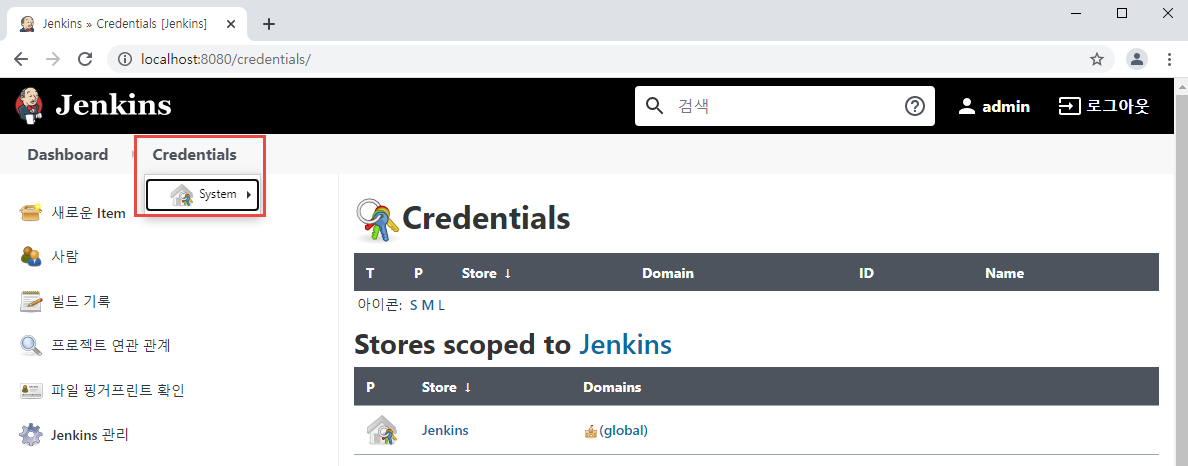 Jenkins » Credentials [Jenkins]
localhost:8080/credentials/
Jenkins
검색
admin
로그아웃
Dashboard
Credentials
System
새로운 Item
사람
빌드 기록
프로젝트 연관 관계
파일 핑거프린트 확인
Jenkins 관리
Credentials
T P Store ↓ Domain ID Name
아이콘: S M L
Stores scoped to Jenkins
P Store ↓ Domains
Jenkins (global)